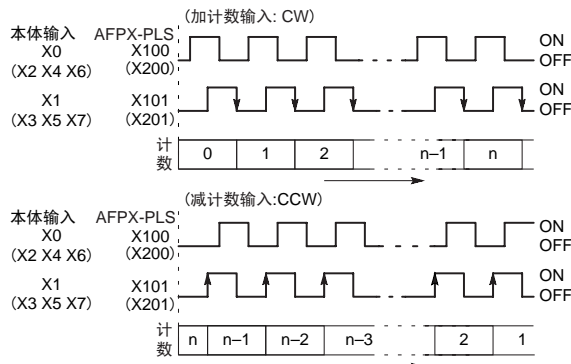 (加计数输入: CW)
本体输入 AFPX-PLS
X0 X100
(X2 X4 X6) (X200)
ON
OFF
X1 X101
(X3 X5 X7) (X201)
ON
OFF
计数 0 1 2 n–1 n
(减计数输入:CCW)
本体输入 AFPX-PLS
X0 X100
(X2 X4 X6) (X200)
ON
OFF
X1 X101
(X3 X5 X7) (X201)
ON
OFF
计数 n n–1 n–2 n–3 2 1